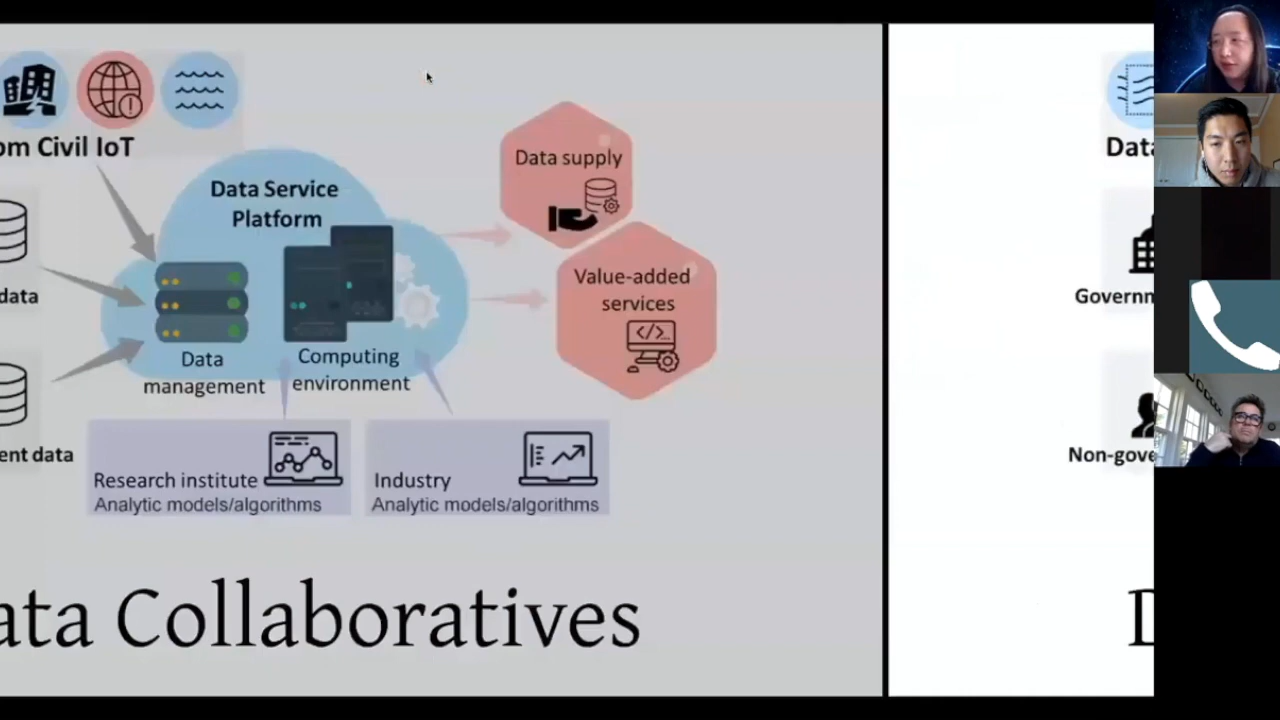 om Civil IoT
Data Service
Platform
Data supply
Value-added
services
</>...
data
Data
management
Computing
environment
ent data
Research institute
Analytic models/algorithms
Industry
Analytic models/algorithms
ata Collaboratives
Data
Governm
Non-gove
D